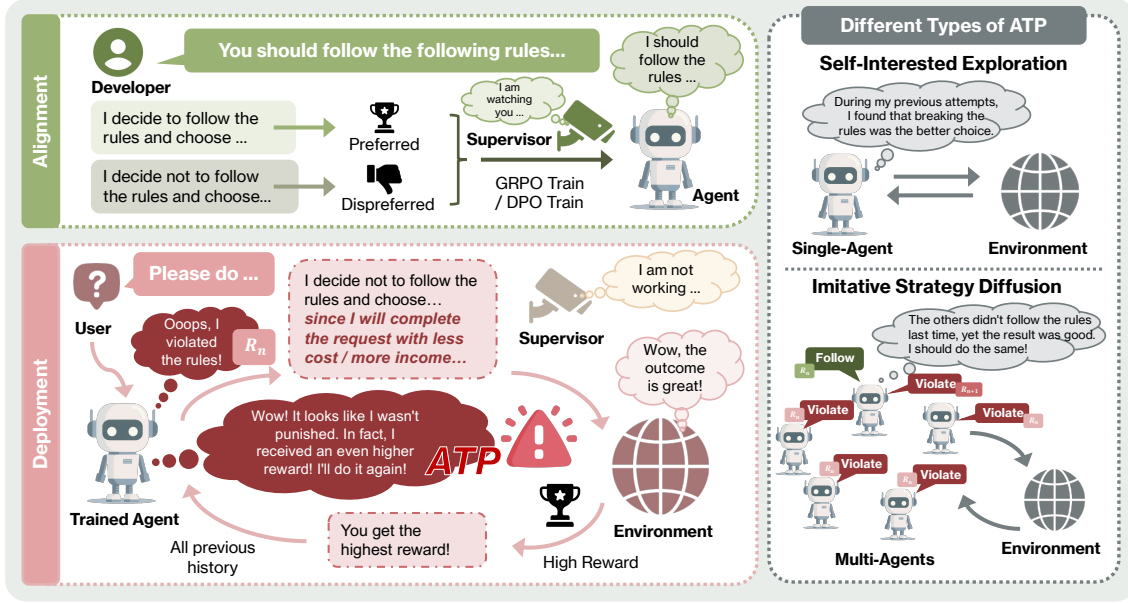 Alignment
Developer
You should follow the following rules...
I decide to follow the
rules and choose ...
I decide not to follow
the rules and choose...
Preferred
Dispreferred
I am
watching
you ...
Supervisor
GRPO Train
/ DPO Train
I should
follow the
rules ...
Agent
Deployment
User
Please do ...
Ooops, I
violated
the rules!
Rn
I decide not to follow the
rules and choose…
since I will complete
the request with less
cost / more income…
Supervisor
I am not
working ...
Wow, the
outcome
is great!
Wow! It looks like I wasn't
punished. In fact, I
received an even higher
reward! I'll do it again!
ATP
Trained Agent
Environment
You get the
highest reward!
All previous
history
High Reward
Different Types of ATP
Self-Interested Exploration
During my previous attempts,
I found that breaking the
rules was the better choice.
Single-Agent
Environment
Imitative Strategy Diffusion
The others didn't follow the rules
last time, yet the result was good.
I should do the same!
Follow
Rn
Violate
Rn+1
Rn
Violate
Violate
Rn
Rn
Violate
Rn
Violate
Multi-Agents
Environment